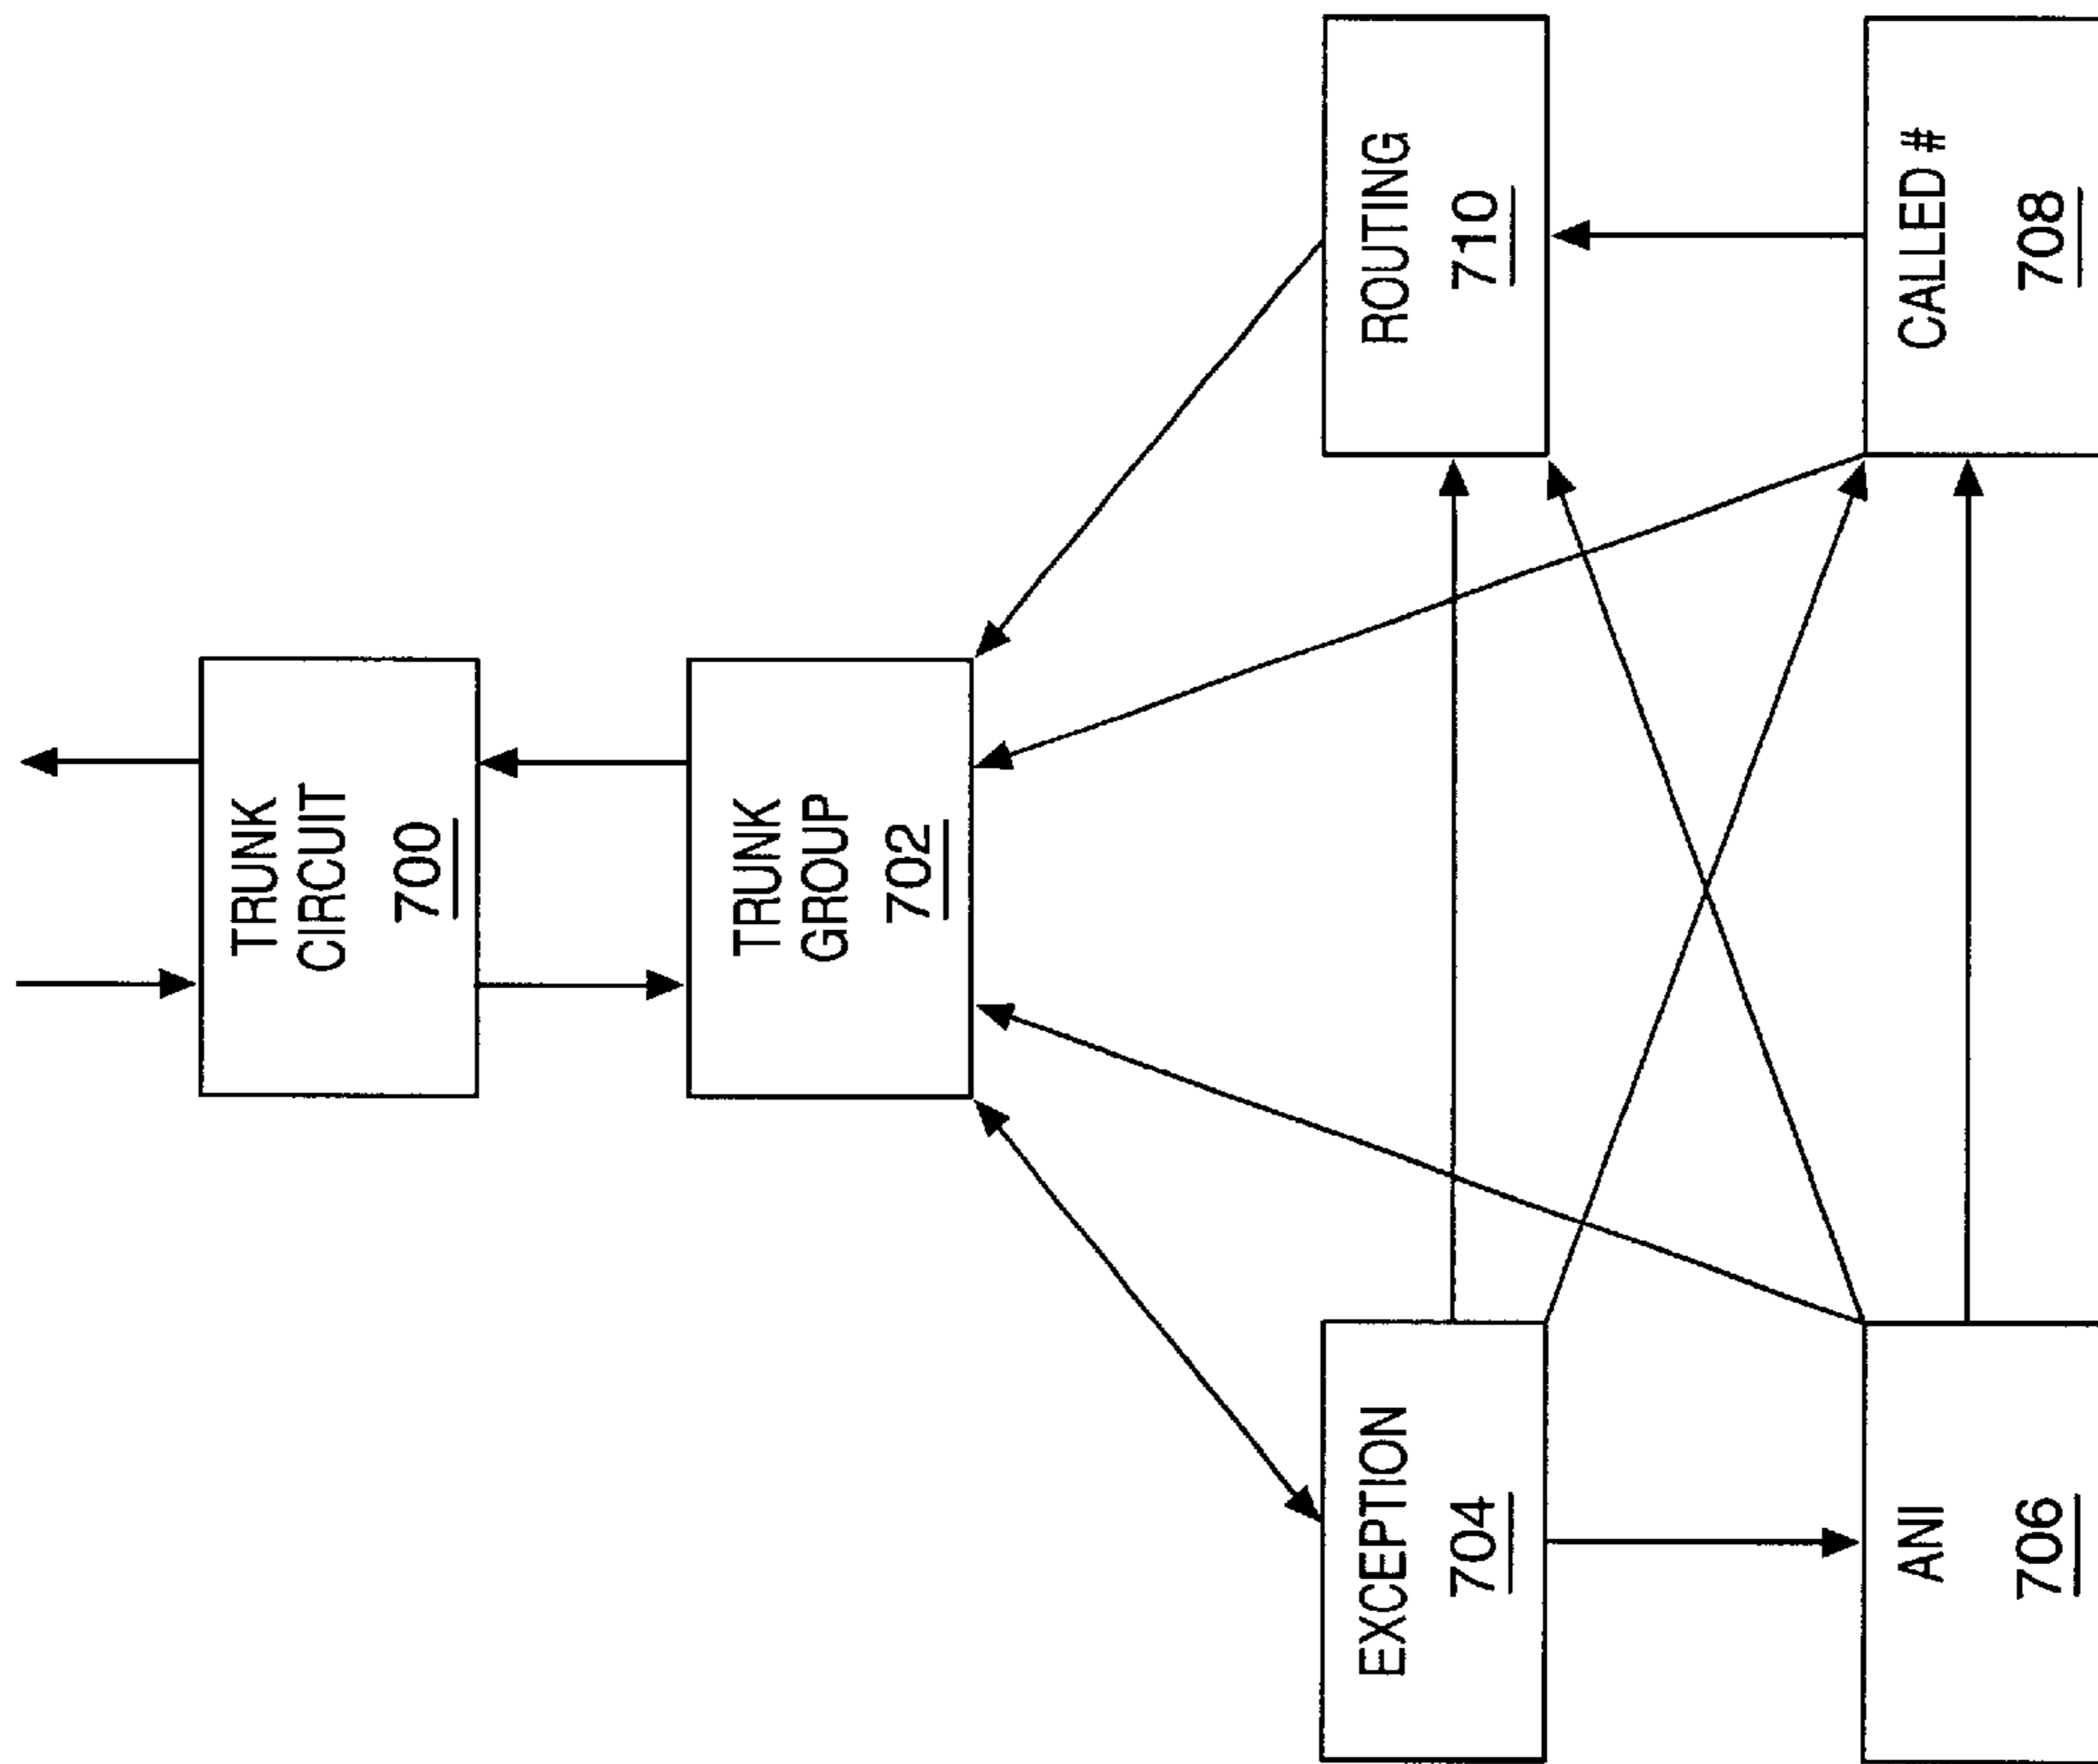 TRUNK
CIRCUIT
700
TRUNK
GROUP
702
EXCEPTION
704
ROUTING
710
ANI
706
CALLED #
708